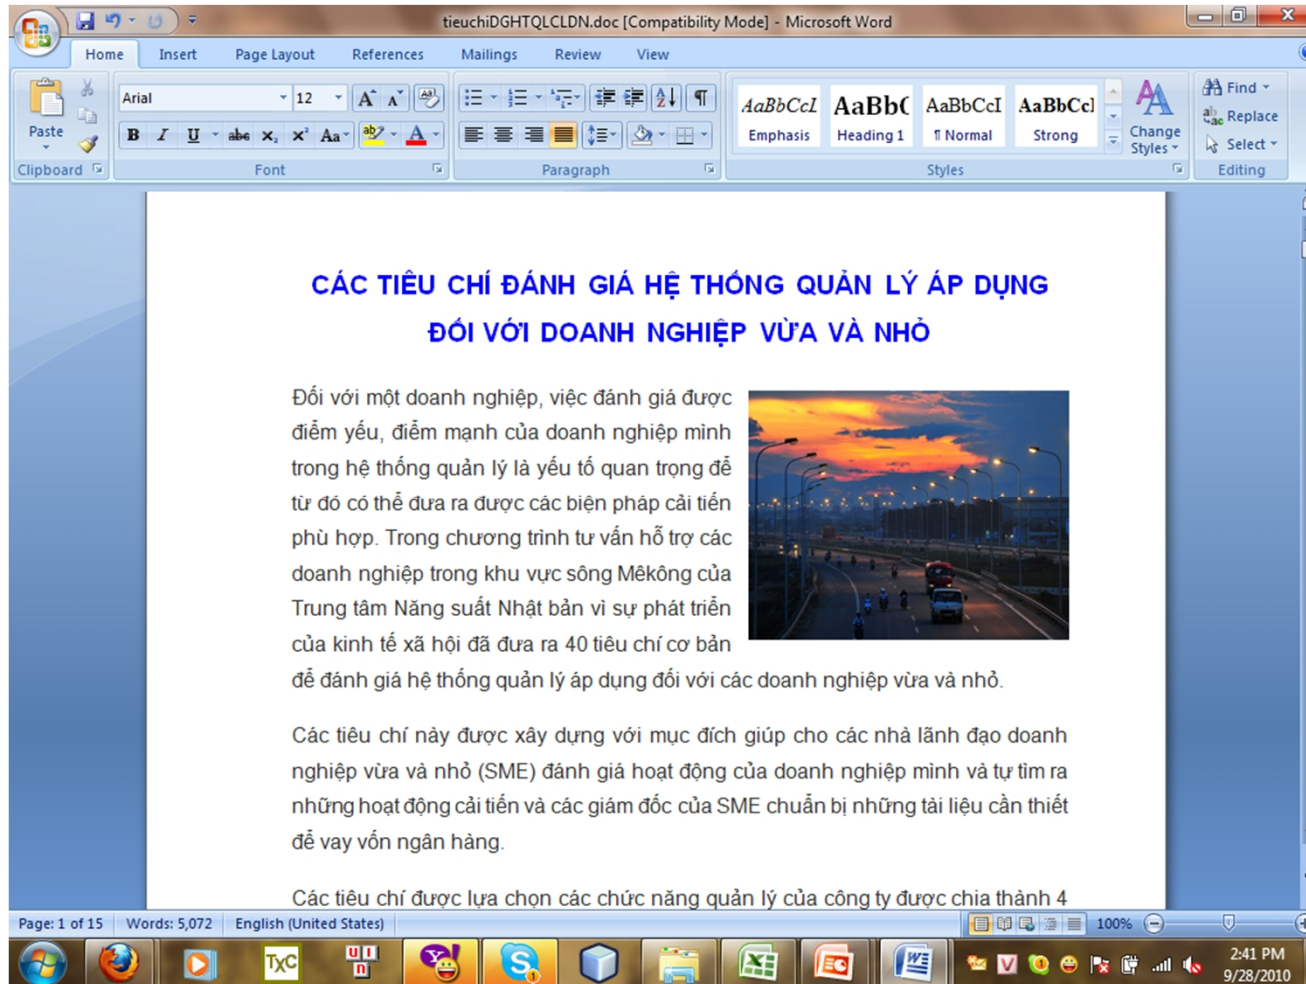 tieuchiDGHTQLCLDN.doc [Compatibility Mode] - Microsoft Word
Home Insert Page Layout References Mailings Review View
Arial 12 A A Aa
AaBbCcI AaBb( AaBbCcI AaBbCcl
Find
Replace
Select
Paste
B I U abc x₂ x² Aa ab A
Emphasis Heading 1 ¶ Normal Strong
Change
Styles
Clipboard Font Paragraph Styles Editing
CÁC TIÊU CHÍ ĐÁNH GIÁ HỆ THỐNG QUẢN LÝ ÁP DỤNG
ĐỐI VỚI DOANH NGHIỆP VỪA VÀ NHỎ
Đối với một doanh nghiệp, việc đánh giá được
điểm yếu, điểm mạnh của doanh nghiệp mình
trong hệ thống quản lý là yếu tố quan trọng để
từ đó có thể đưa ra được các biện pháp cải tiến
phù hợp. Trong chương trình tư vấn hỗ trợ các
doanh nghiệp trong khu vực sông Mêkông của
Trung tâm Năng suất Nhật bản vì sự phát triển
của kinh tế xã hội đã đưa ra 40 tiêu chí cơ bản
để đánh giá hệ thống quản lý áp dụng đối với các doanh nghiệp vừa và nhỏ.
Các tiêu chí này được xây dựng với mục đích giúp cho các nhà lãnh đạo doanh
nghiệp vừa và nhỏ (SME) đánh giá hoạt động của doanh nghiệp mình và tự tìm ra
những hoạt động cải tiến và các giám đốc của SME chuẩn bị những tài liệu cần thiết
để vay vốn ngân hàng.
Các tiêu chí được lựa chọn các chức năng quản lý của công ty được chia thành 4
Page: 1 of 15 Words: 5,072 English (United States) 100%
TXC
u i
n
2:41 PM
9/28/2010